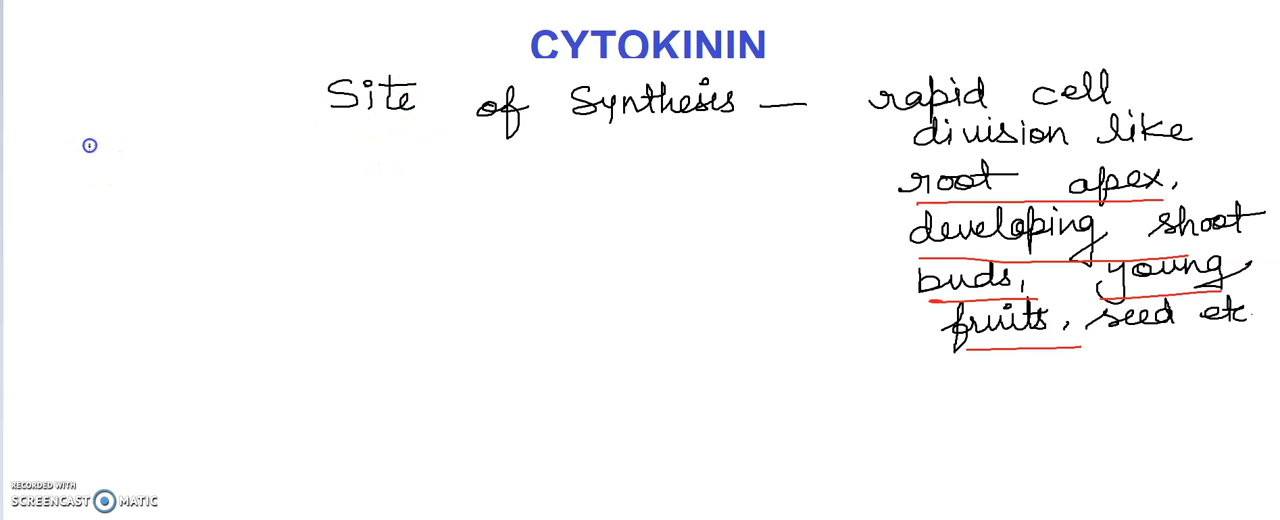 CYTOKININ
Site of Synthesis — rapid cell
division like
root apex,
developing shoot
buds, young
fruits, seed etc.
RECORDED WITH
SCREENCAST MATIC